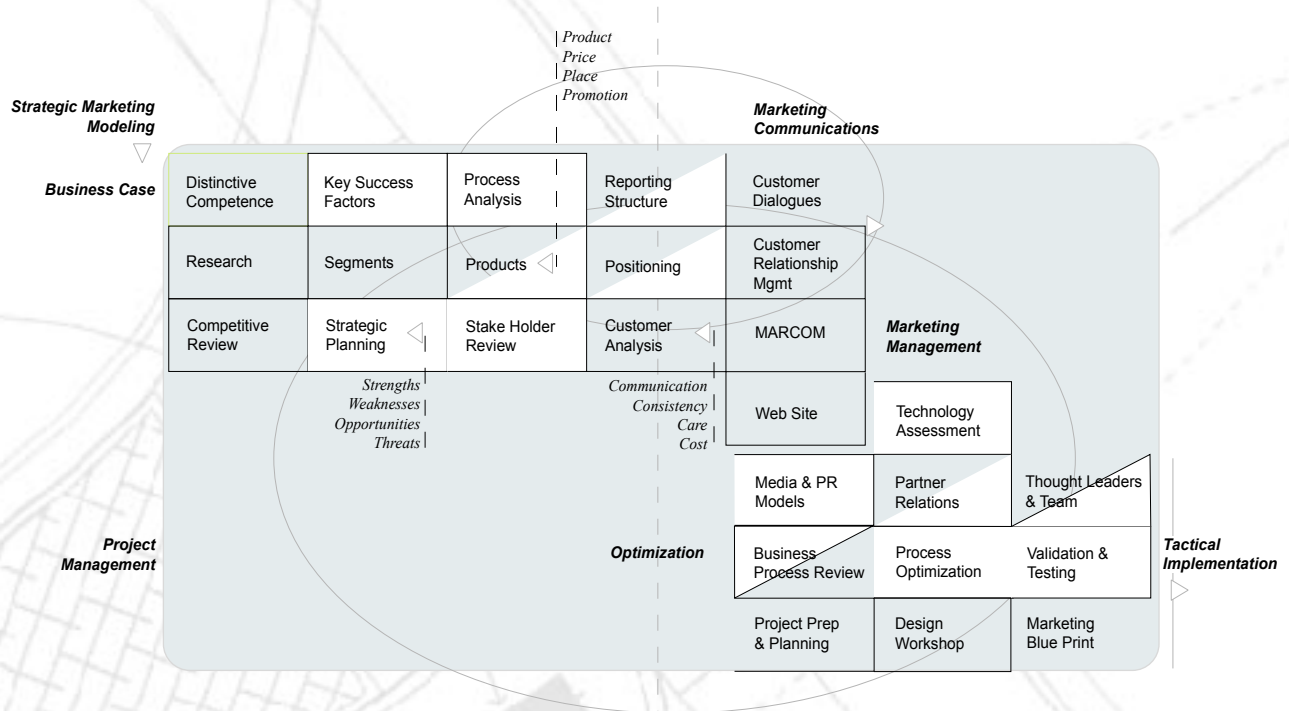 Product
Price
Place
Promotion
Strategic Marketing
Modeling
Marketing
Communications
Business Case
Distinctive
Competence
Key Success
Factors
Process
Analysis
Reporting
Structure
Customer
Dialogues
Research
Segments
Products
Positioning
Customer
Relationship
Mgmt
Competitive
Review
Strategic
Planning
Stake Holder
Review
Customer
Analysis
MARCOM
Marketing
Management
Strengths
Weaknesses
Opportunities
Threats
Communication
Consistency
Care
Cost
Web Site
Technology
Assessment
Media & PR
Models
Partner
Relations
Thought Leaders
& Team
Project
Management
Optimization
Business
Process Review
Process
Optimization
Validation &
Testing
Tactical
Implementation
Project Prep
& Planning
Design
Workshop
Marketing
Blue Print